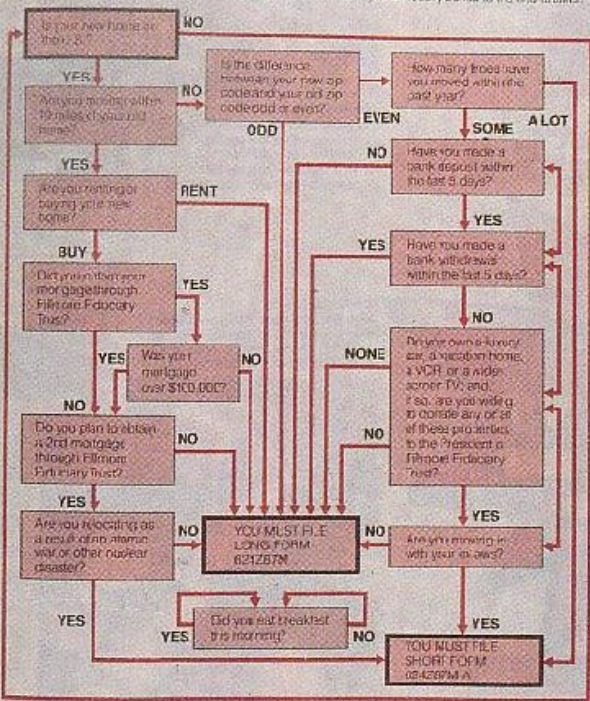 Is your new home on
the U.S.?
NO
YES
Are you moving within
10 miles of your old
home?
NO
Is the difference
between your new zip
code and your old zip
code odd or even?
ODD
EVEN
How many times have
you moved within the
past year?
SOME
A LOT
YES
Are you renting or
buying your new
home?
RENT
BUY
NO
Have you made a
bank deposit within
the last 5 days?
YES
YES
Have you made a
bank withdrawal
within the last 5 days?
NO
Did you obtain your
mortgage through
Fillmore Fiduciary
Trust?
YES
NO
YES
Was your
mortgage
over $100,000?
NO
NONE
Do you own a luxury
car, a vacation home,
a VCR, or a wide-
screen TV; and,
if so, are you willing
to donate any or all
of these properties
to the President of
Fillmore Fiduciary
Trust?
NO
YES
Do you plan to obtain
a 2nd mortgage
through Fillmore
Fiduciary Trust?
NO
YES
Are you relocating as
a result of an atomic
war or other nuclear
disaster?
NO
YOU MUST FILE
LONG FORM
NO
Are you moving in
with your in-laws?
YES
Did you eat breakfast
this morning?
YES
NO
YES
YOU MUST FILE
SHORT FORM